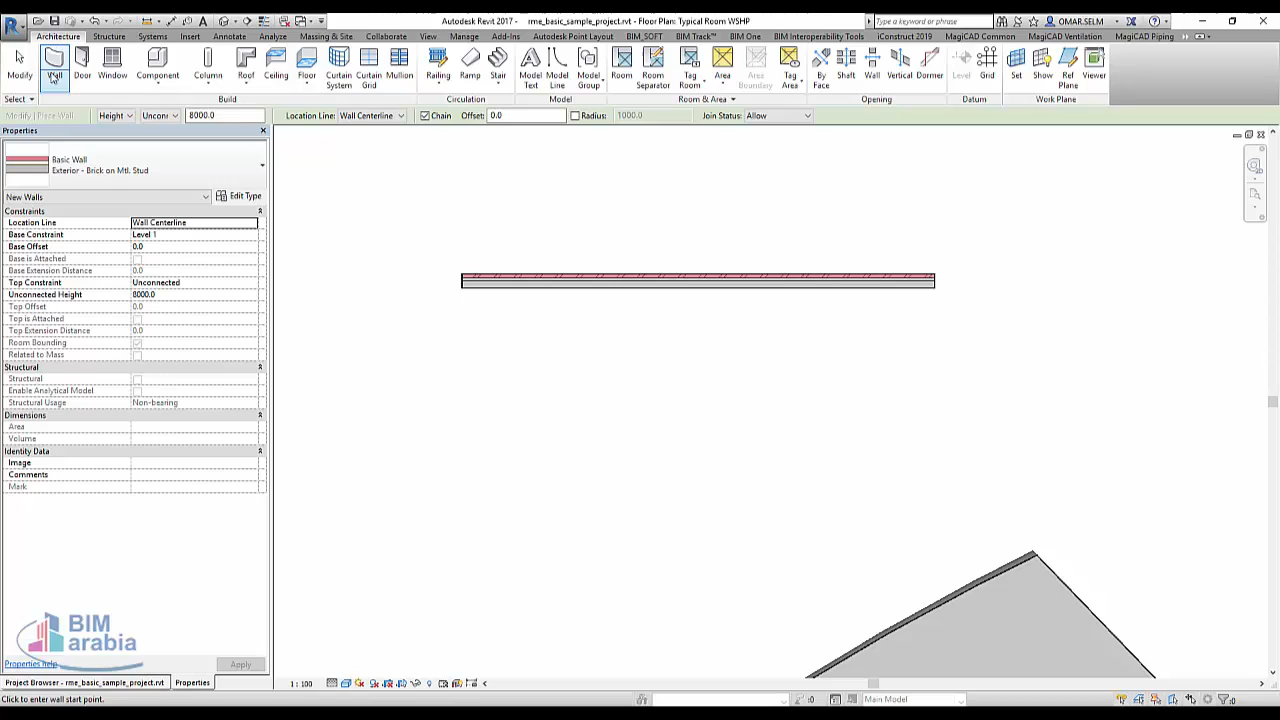 Autodesk Revit 2017 - rme_basic_sample_project.rvt - Floor Plan: Typical Room WSHP
Type a keyword or phrase
OMAR.SELM
Architecture Structure Systems Insert Annotate Analyze Massing & Site Collaborate View Manage Add-Ins Autodesk Point Layout BIM_SOFT BIM Track™ BIM One BIM Interoperability Tools iConstruct 2019 MagiCAD Common MagiCAD Ventilation MagiCAD Piping
Modify Wall Door Window Component Column Roof Ceiling Floor Curtain System Curtain Grid Mullion Railing Ramp Stair Model Text Model Line Model Group Room Room Separator Tag Room Area Area Boundary Tag Area By Face Shaft Wall Vertical Dormer Level Grid Set Show Ref Plane Viewer
Select Build Circulation Model Room & Area Opening Datum Work Plane
Modify | Place Wall Height Unconi 8000.0 Location Line: Wall Centerline Chain Offset: 0.0 Radius: 1000.0 Join Status: Allow
Properties
Basic Wall
Exterior - Brick on Mtl. Stud
New Walls Edit Type
Constraints
Location Line Wall Centerline
Base Constraint Level 1
Base Offset 0.0
Base is Attached
Base Extension Distance 0.0
Top Constraint Unconnected
Unconnected Height 8000.0
Top Offset 0.0
Top is Attached
Top Extension Distance 0.0
Room Bounding
Related to Mass
Structural
Structural
Enable Analytical Model
Structural Usage Non-bearing
Dimensions
Area
Volume
Identity Data
Image
Comments
Mark
BIM
arabia
Properties help Apply
Project Browser - rme_basic_sample_project.rvt Properties
1 : 100
Click to enter wall start point.
:0 Main Model :0